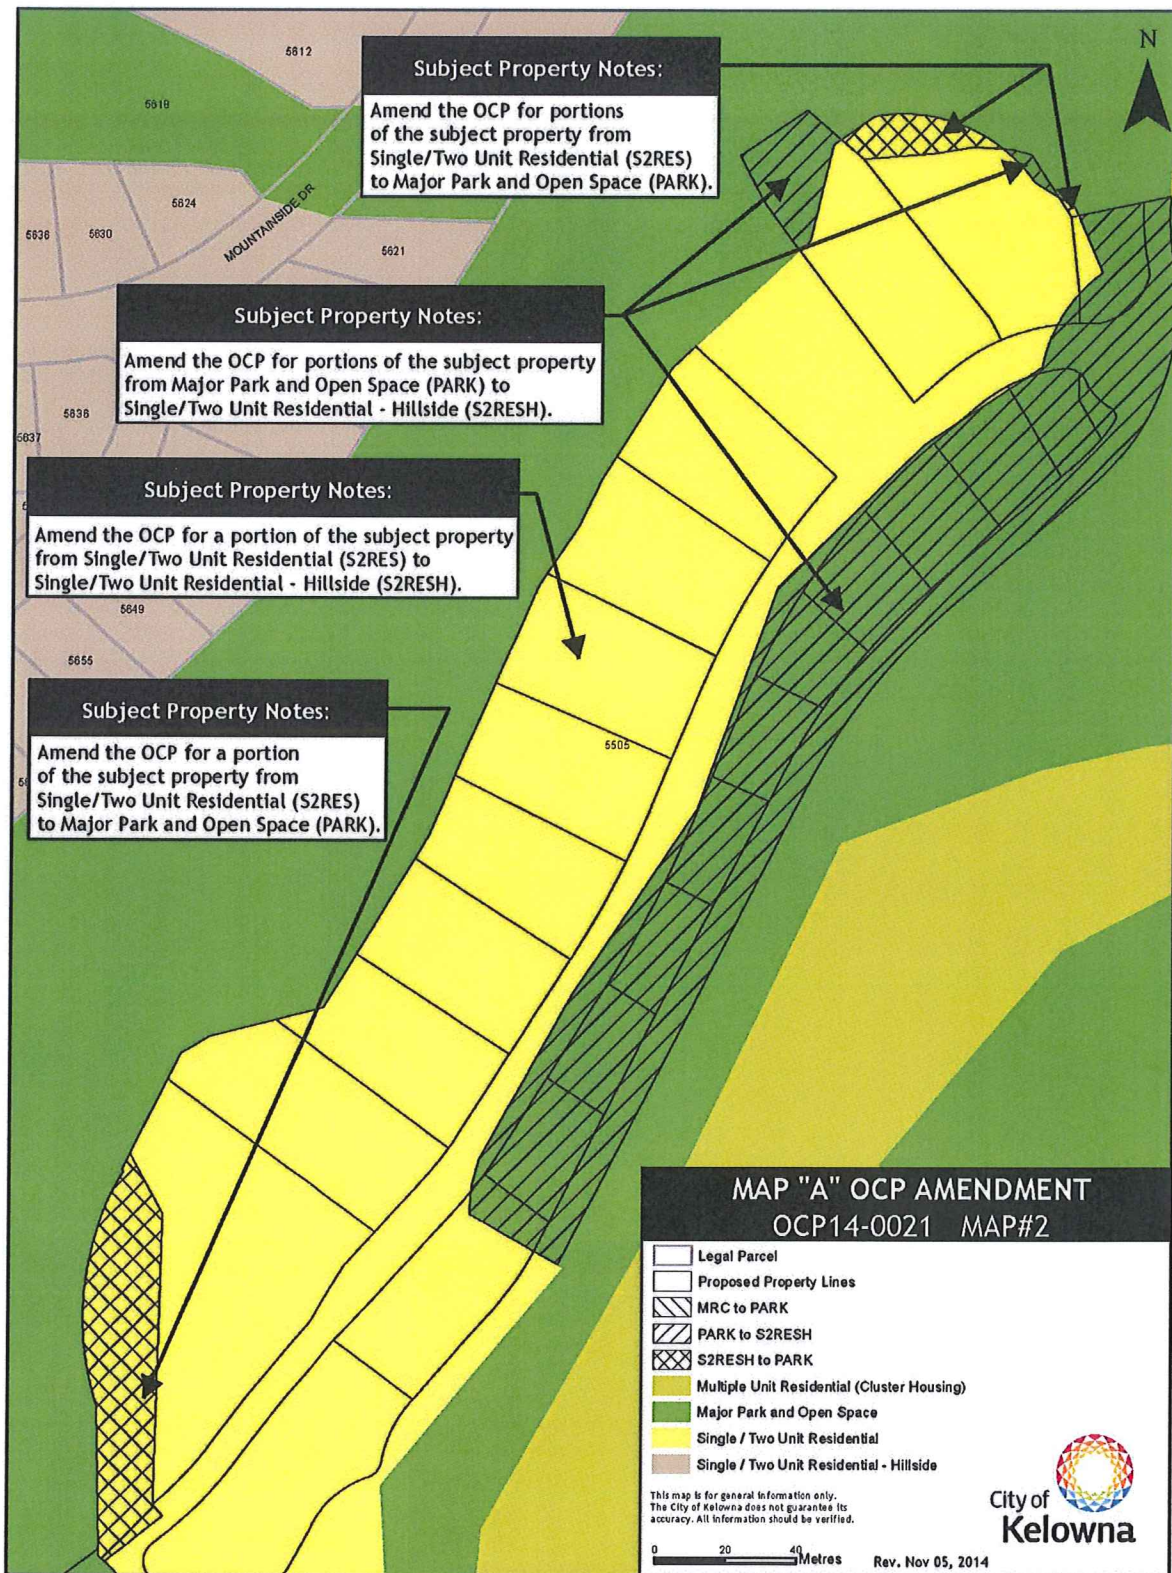 N
5612
Subject Property Notes:
Amend the OCP for portions
of the subject property from
Single/Two Unit Residential (S2RES)
to Major Park and Open Space (PARK).
5618
5624
5636
5630
MOUNTAINSIDE DR
5621
Subject Property Notes:
Amend the OCP for portions of the subject property
from Major Park and Open Space (PARK) to
Single/Two Unit Residential - Hillside (S2RESH).
5636
5637
Subject Property Notes:
Amend the OCP for a portion of the subject property
from Single/Two Unit Residential (S2RES) to
Single/Two Unit Residential - Hillside (S2RESH).
5649
5655
Subject Property Notes:
Amend the OCP for a portion
of the subject property from
Single/Two Unit Residential (S2RES)
to Major Park and Open Space (PARK).
5505
MAP "A" OCP AMENDMENT
OCP14-0021 MAP#2
Legal Parcel
Proposed Property Lines
MRC to PARK
PARK to S2RESH
S2RESH to PARK
Multiple Unit Residential (Cluster Housing)
Major Park and Open Space
Single / Two Unit Residential
Single / Two Unit Residential - Hillside
This map is for general information only.
The City of Kelowna does not guarantee its
accuracy. All information should be verified.
City of
Kelowna
0 20 40 Metres
Rev. Nov 05, 2014